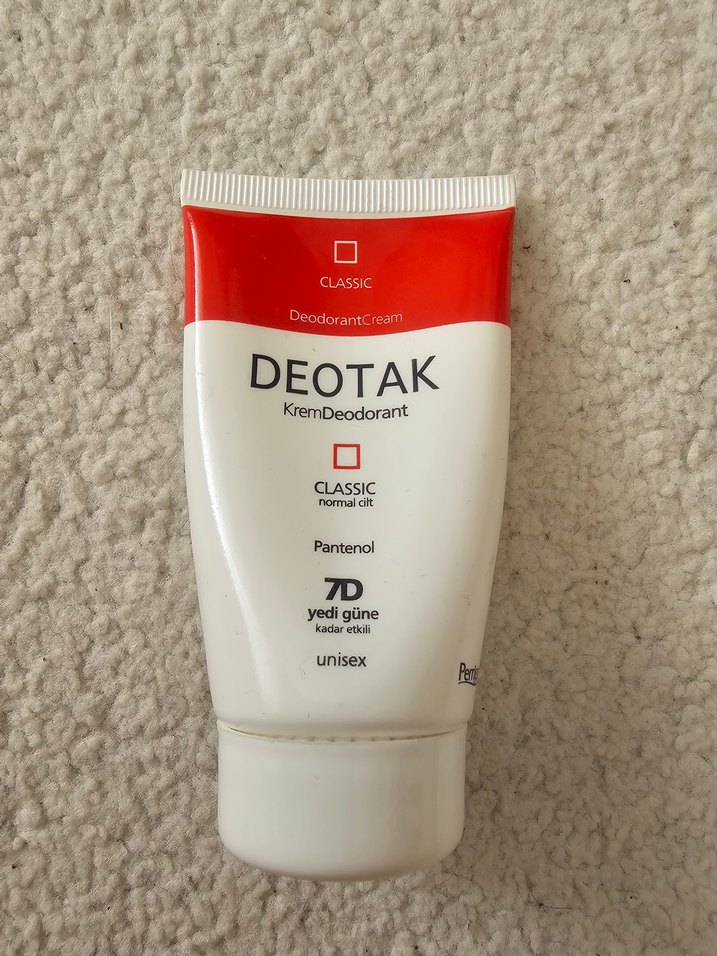 CLASSIC
DeodorantCream
DEOTAK
KremDeodorant
CLASSIC
normal cilt
Pantenol
7D
yedi güne
kadar etkili
unisex